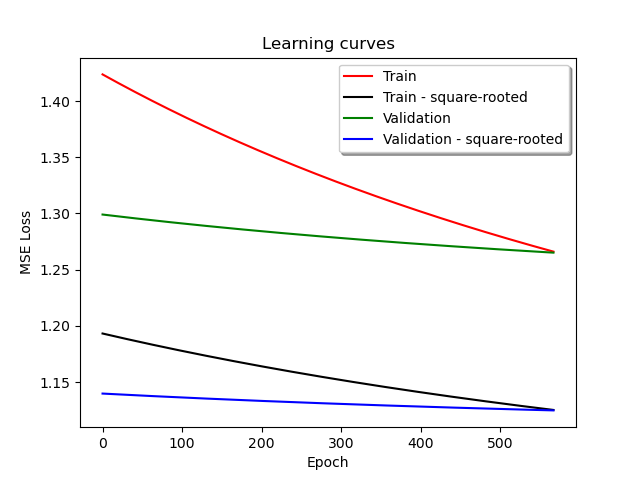 Learning curves
Train
Train - square-rooted
Validation
Validation - square-rooted
MSE Loss
1.40
1.35
1.30
1.25
1.20
1.15
0 100 200 300 400 500
Epoch